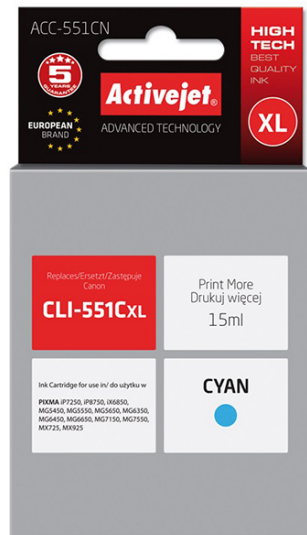 ACC-551CN
5
YEARS
GUARANTEE
EUROPEAN
BRAND
Activejet®
ADVANCED TECHNOLOGY
HIGH
TECH
BEST
QUALITY
INK
XL
Replaces/Ersetzt/Zastępuje
Canon
CLI-551CXL
Print More
Drukuj więcej
15ml
Ink Cartridge for use in/ do użytku w
PIXMA iP7250, iP8750, iX6850,
MG5450, MG5550, MG5650, MG6350,
MG6450, MG6650, MG7150, MG7550,
MX725, MX925
CYAN